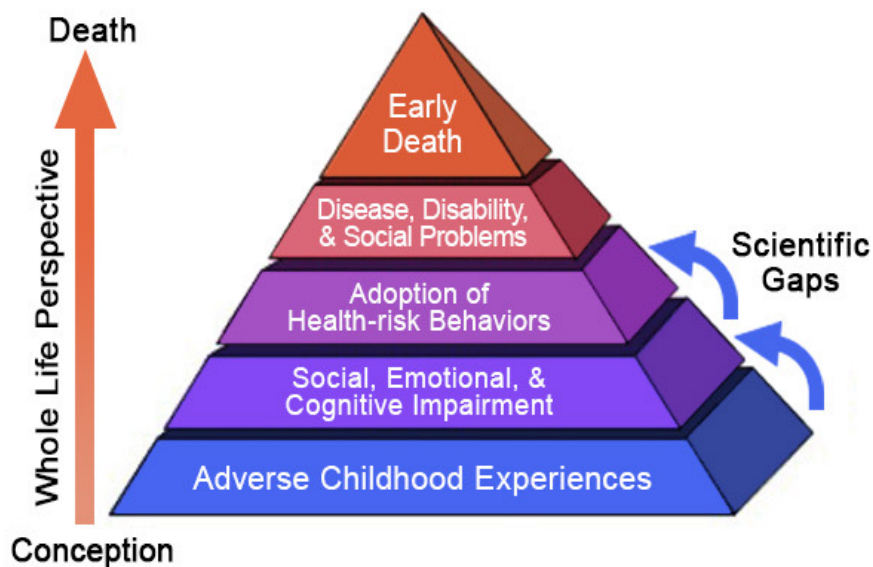 Death
Whole Life Perspective
Conception
Early
Death
Disease, Disability,
& Social Problems
Adoption of
Health-risk Behaviors
Social, Emotional, &
Cognitive Impairment
Adverse Childhood Experiences
Scientific
Gaps